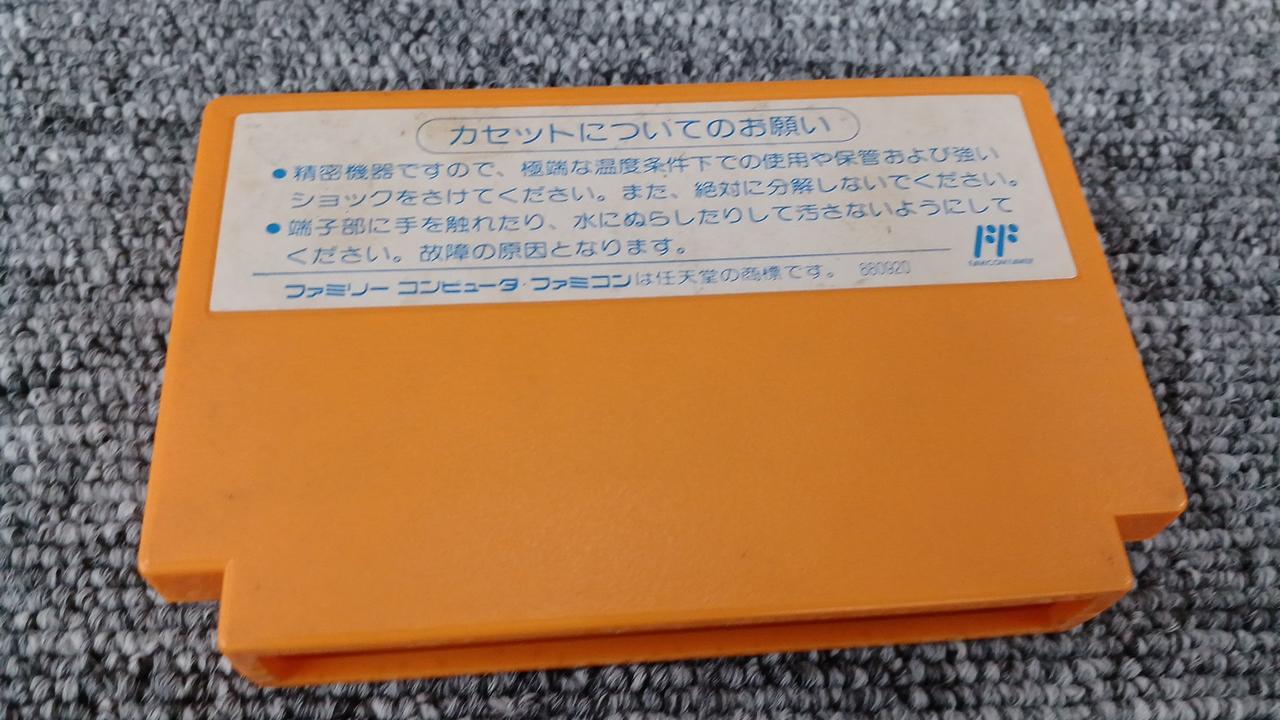 カセットについてのお願い
●精密機器ですので、極端な温度条件下での使用や保管および強い
ショックをさけてください。また、絶対に分解しないでください。
●端子部に手を触れたり、水にぬらしたりして汚さないようにして
ください。故障の原因となります。
ファミリーコンピュータ・ファミコンは任天堂の商標です。 880920